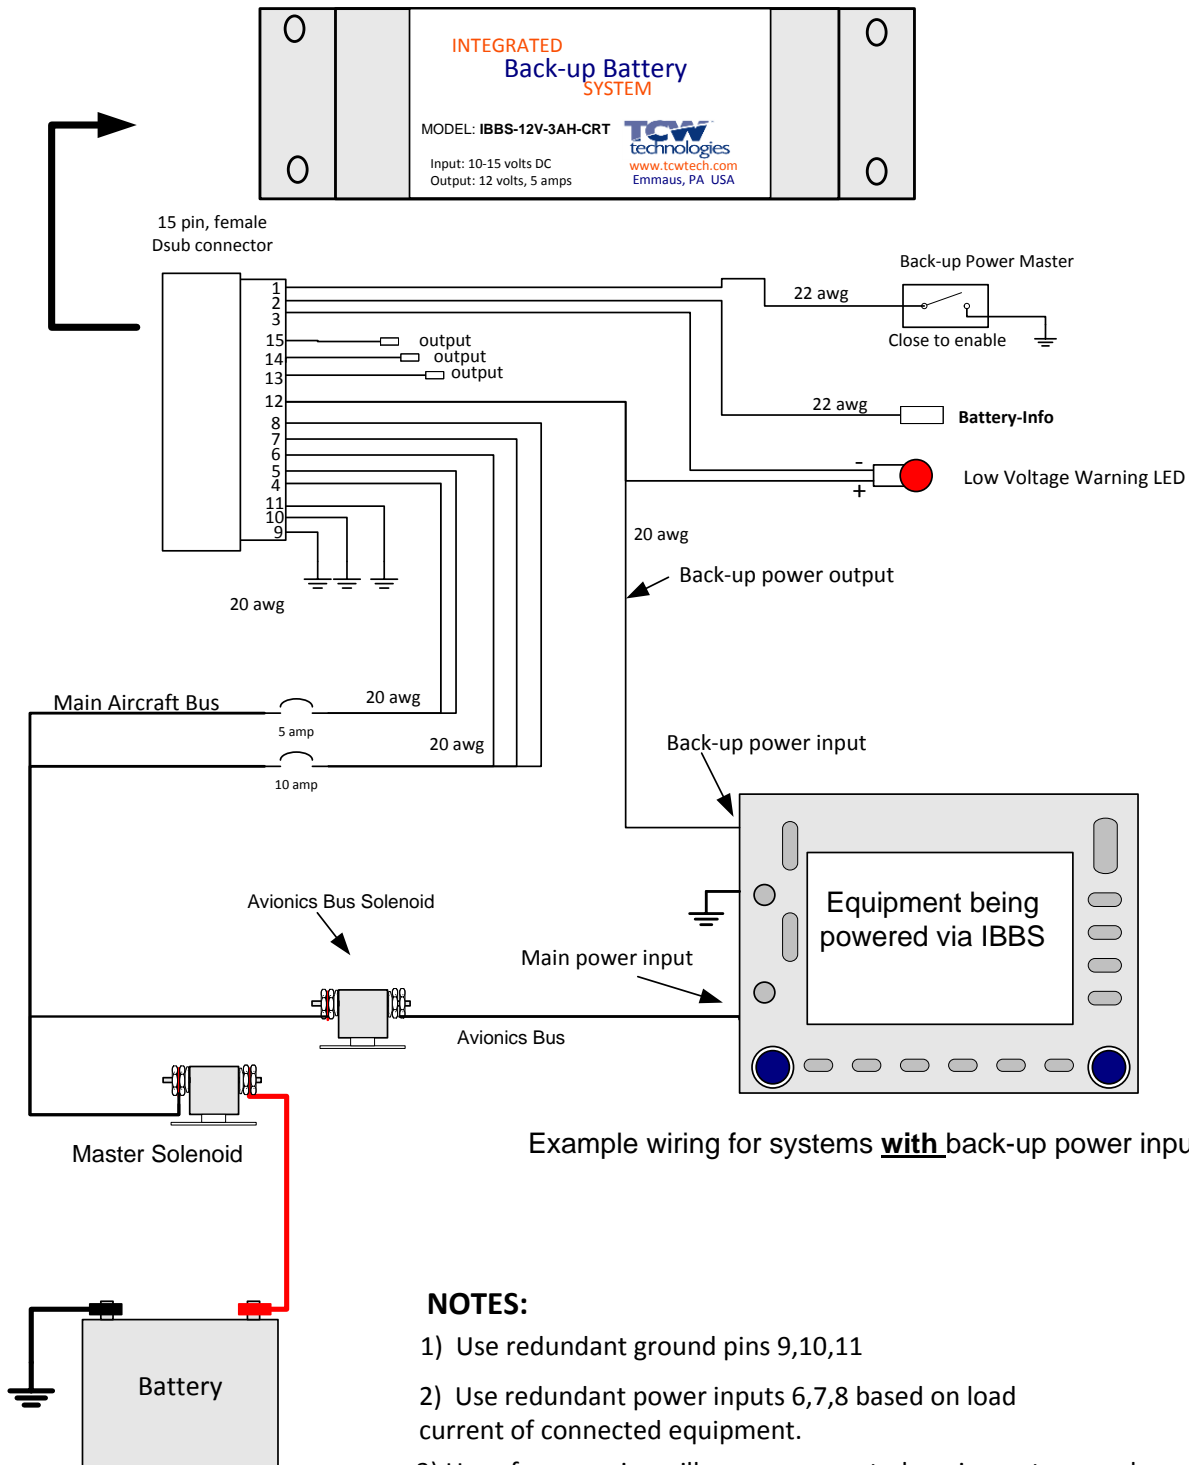 INTEGRATED
Back-up Battery
SYSTEM
MODEL: IBBS-12V-3AH-CRT
TCW
technologies
www.tcwtech.com
Emmaus, PA USA
Input: 10-15 volts DC
Output: 12 volts, 5 amps
15 pin, female
Dsub connector
1
2
3
15
14
13
12
8
7
6
5
4
11
10
9
output
output
output
Back-up Power Master
22 awg
Close to enable
22 awg
Battery-Info
-
+
Low Voltage Warning LED
20 awg
Back-up power output
20 awg
Main Aircraft Bus
20 awg
5 amp
20 awg
10 amp
Back-up power input
Avionics Bus Solenoid
Equipment being
powered via IBBS
Main power input
Avionics Bus
Master Solenoid
Example wiring for systems with back-up power inpu
Battery
NOTES:
1) Use redundant ground pins 9,10,11
2) Use redundant power inputs 6,7,8 based on load
current of connected equipment.